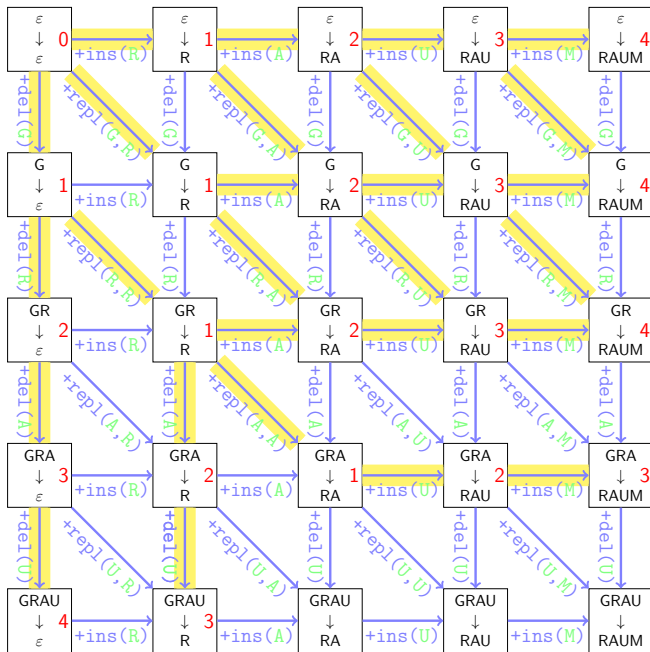 ε ε ε ε ε
↓ 0 ↓ 1 ↓ 2 ↓ 3 ↓ 4
ε +ins(R) R +ins(A) RA +ins(U) RAU +ins(M) RAUM
+del(G) +repl(G,R) +del(G) +repl(G,A) +del(G) +repl(G,U) +del(G) +repl(G,M) +del(G)
G G G G G
↓ 1 ↓ 1 ↓ 2 ↓ 3 ↓ 4
ε +ins(R) R +ins(A) RA +ins(U) RAU +ins(M) RAUM
+del(R) +repl(R,R) +del(R) +repl(R,A) +del(R) +repl(R,U) +del(R) +repl(R,M) +del(R)
GR GR GR GR GR
↓ 2 ↓ 1 ↓ 2 ↓ 3 ↓ 4
ε +ins(R) R +ins(A) RA +ins(U) RAU +ins(M) RAUM
+del(A) +repl(A,R) +del(A) +repl(A,A) +del(A) +repl(A,U) +del(A) +repl(A,M) +del(A)
GRA GRA GRA GRA GRA
↓ 3 ↓ 2 ↓ 1 ↓ 2 ↓ 3
ε +ins(R) R +ins(A) RA +ins(U) RAU +ins(M) RAUM
+del(U) +repl(U,R) +del(U) +repl(U,A) +del(U) +repl(U,U) +del(U) +repl(U,M) +del(U)
GRAU GRAU GRAU GRAU GRAU
↓ 4 ↓ 3 ↓ ↓ ↓
ε +ins(R) R +ins(A) RA +ins(U) RAU +ins(M) RAUM